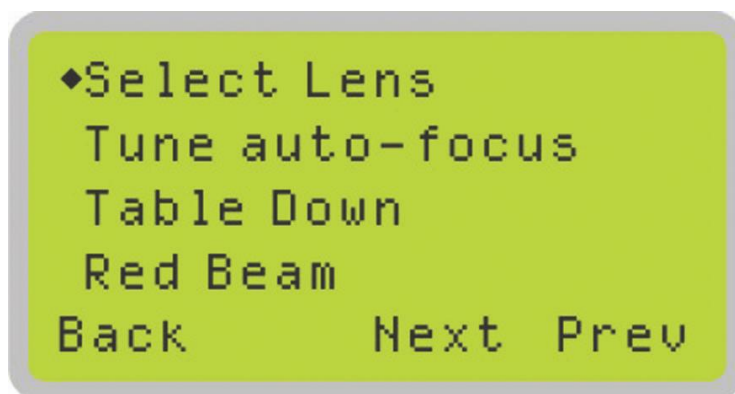 ◆Select Lens
Tune auto-focus
Table Down
Red Beam
Back Next Prev